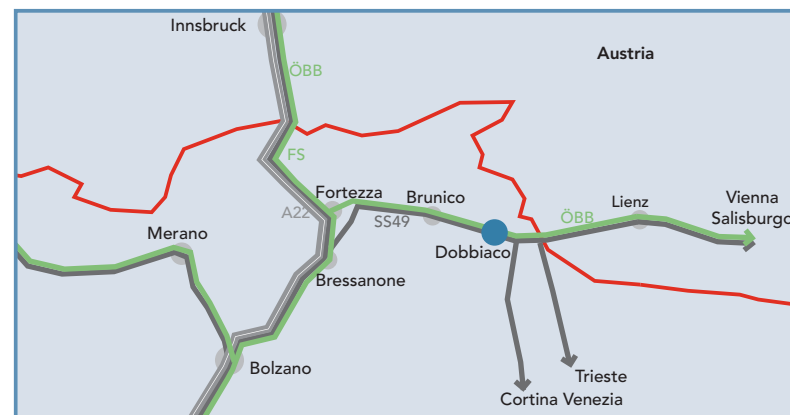 Innsbruck
Austria
ÖBB
FS
Fortezza
Brunico
Lienz
Vienna
Salisburgo
A22
SS49
ÖBB
Merano
Dobbiaco
Bressanone
Bolzano
Trieste
Cortina Venezia